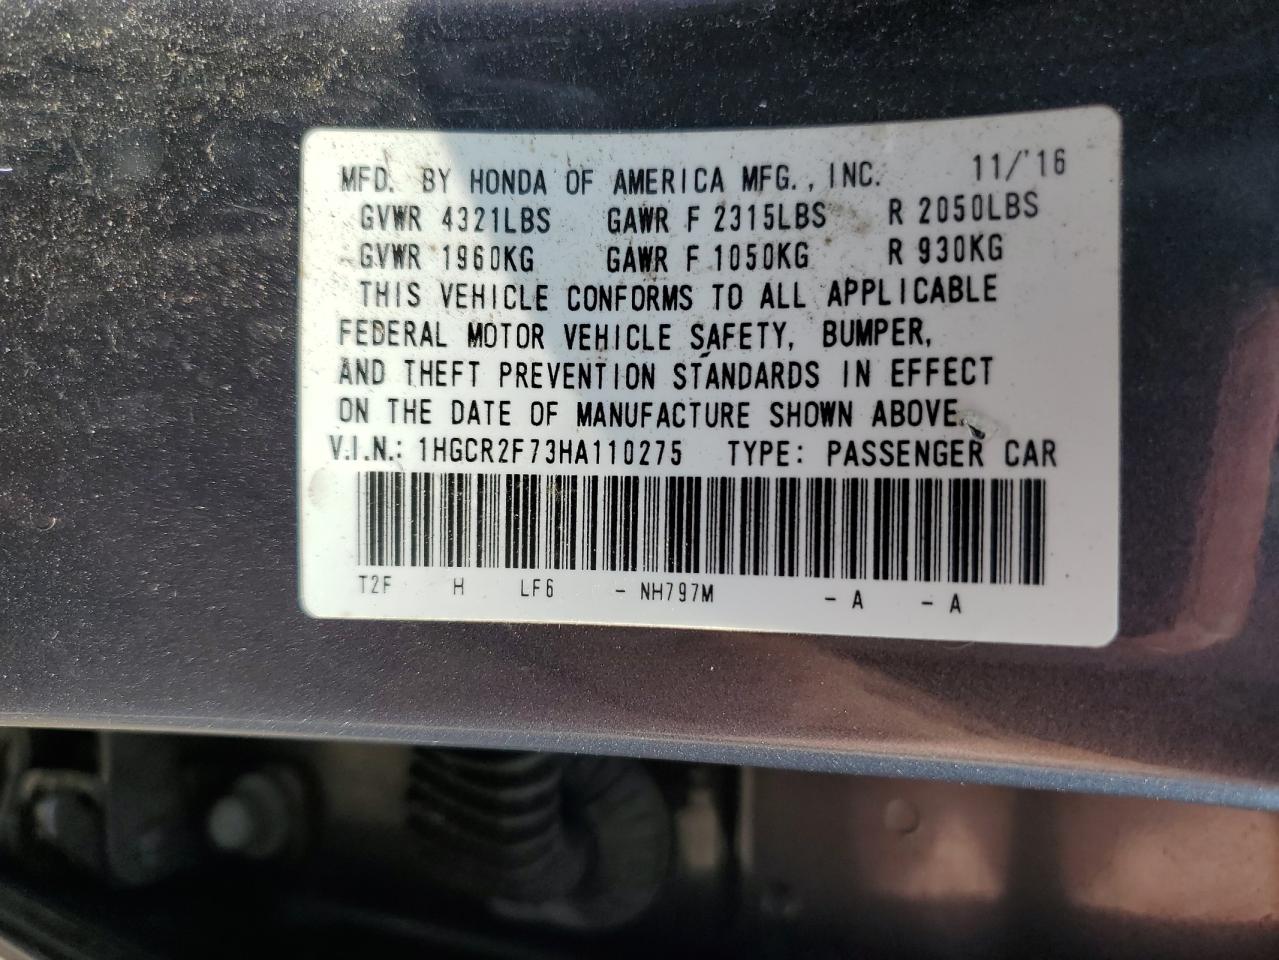 MFD. BY HONDA OF AMERICA MFG., INC. 11/'16
GVWR 4321LBS GAWR F 2315LBS R 2050LBS
GVWR 1960KG GAWR F 1050KG R 930KG
THIS VEHICLE CONFORMS TO ALL APPLICABLE
FEDERAL MOTOR VEHICLE SAFETY, BUMPER,
AND THEFT PREVENTION STANDARDS IN EFFECT
ON THE DATE OF MANUFACTURE SHOWN ABOVE.
V.I.N.: 1HGCR2F73HA110275 TYPE: PASSENGER CAR
T2F H LF6 - NH797M - A - A